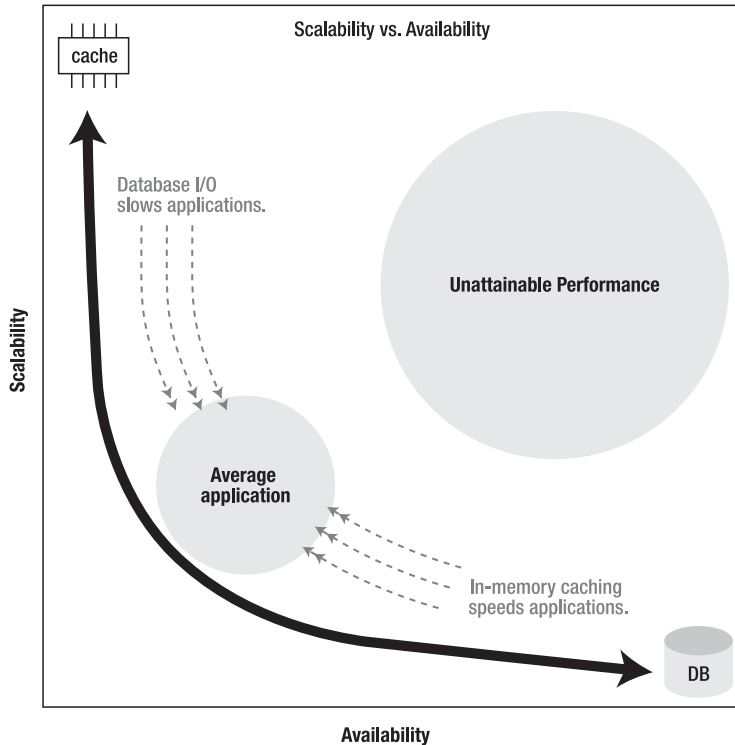 Scalability vs. Availability
cache
Database I/O
slows applications.
Unattainable Performance
Scalability
Average
application
In-memory caching
speeds applications.
DB
Availability